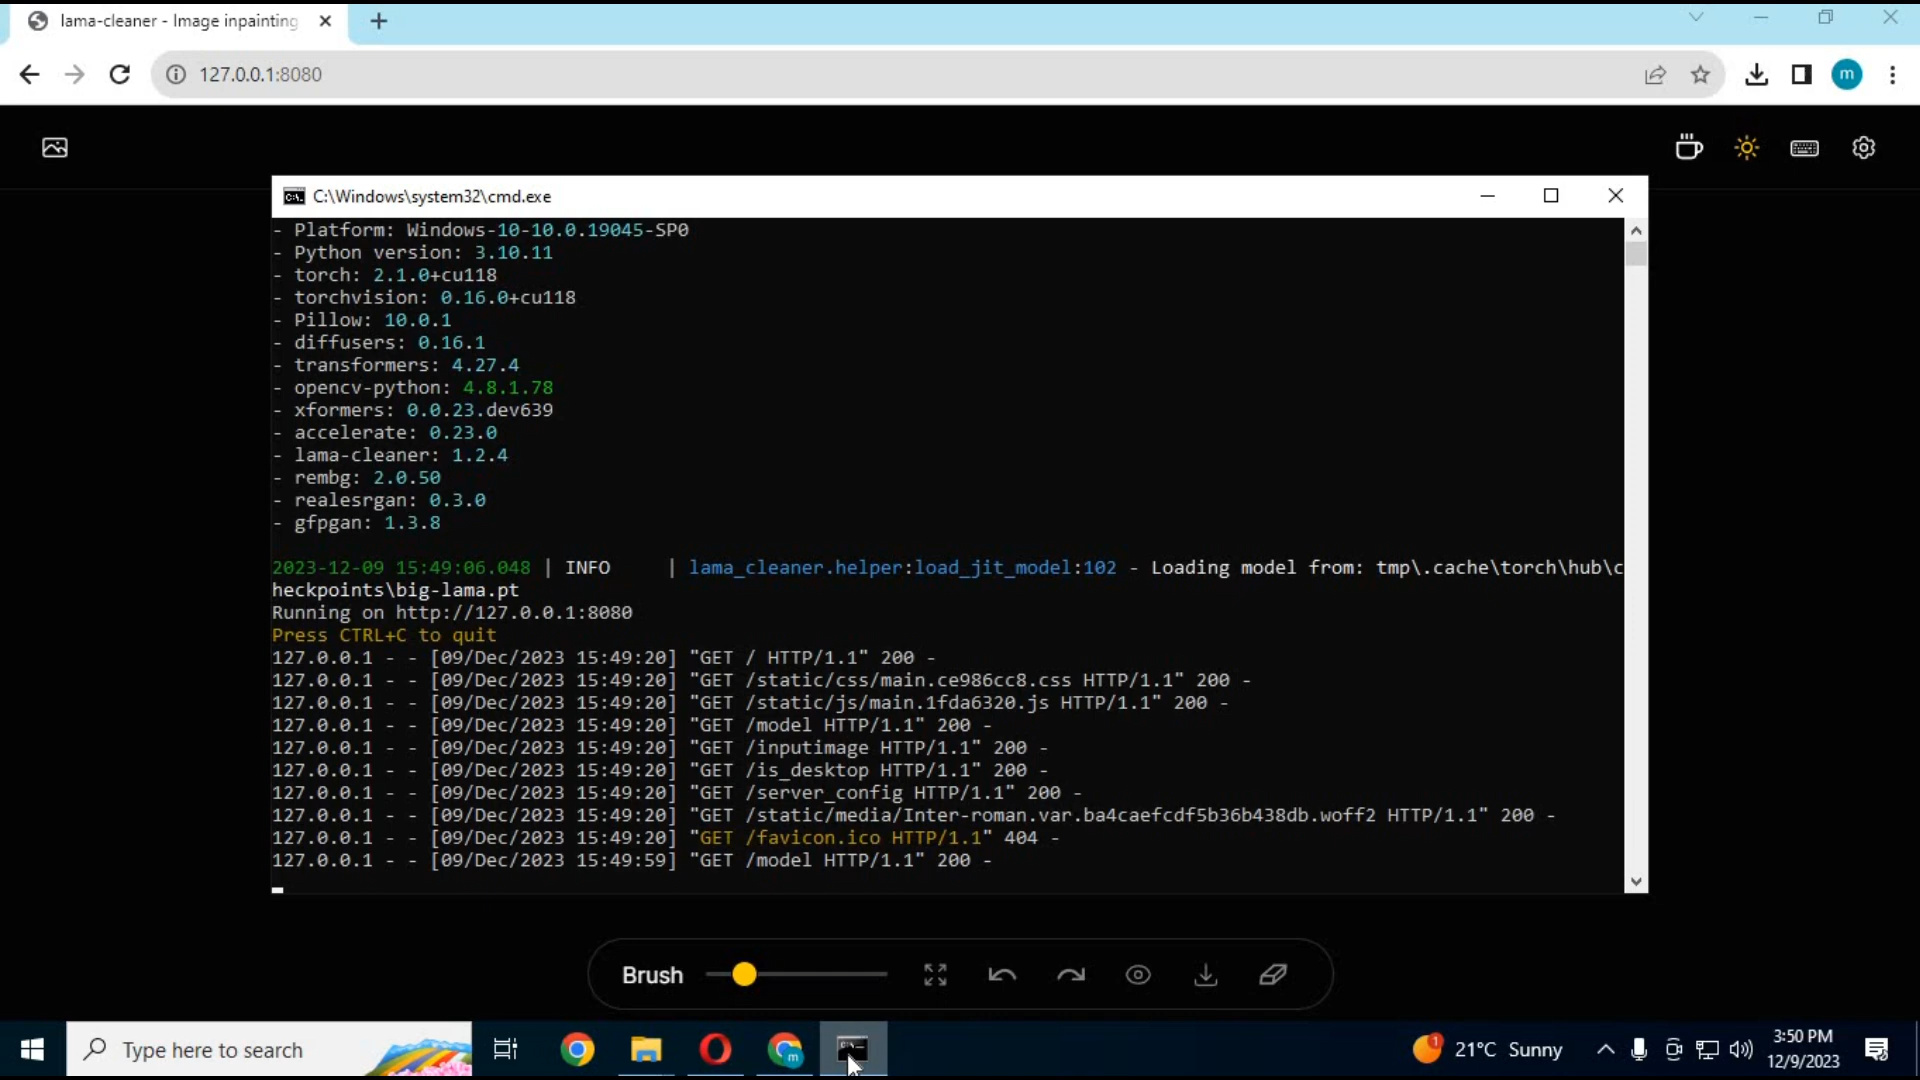 lama-cleaner - Image inpainting
127.0.0.1:8080
m
C:\Windows\system32\cmd.exe
- Platform: Windows-10-10.0.19045-SP0
- Python version: 3.10.11
- torch: 2.1.0+cu118
- torchvision: 0.16.0+cu118
- Pillow: 10.0.1
- diffusers: 0.16.1
- transformers: 4.27.4
- opencv-python: 4.8.1.78
- xformers: 0.0.23.dev639
- accelerate: 0.23.0
- lama-cleaner: 1.2.4
- rembg: 2.0.50
- realesrgan: 0.3.0
- gfpgan: 1.3.8
2023-12-09 15:49:06.048 | INFO     | lama_cleaner.helper:load_jit_model:102 - Loading model from: tmp\.cache\torch\hub\c
heckpoints\big-lama.pt
Running on http://127.0.0.1:8080
Press CTRL+C to quit
127.0.0.1 - - [09/Dec/2023 15:49:20] "GET / HTTP/1.1" 200 -
127.0.0.1 - - [09/Dec/2023 15:49:20] "GET /static/css/main.ce986cc8.css HTTP/1.1" 200 -
127.0.0.1 - - [09/Dec/2023 15:49:20] "GET /static/js/main.1fda6320.js HTTP/1.1" 200 -
127.0.0.1 - - [09/Dec/2023 15:49:20] "GET /model HTTP/1.1" 200 -
127.0.0.1 - - [09/Dec/2023 15:49:20] "GET /inputimage HTTP/1.1" 200 -
127.0.0.1 - - [09/Dec/2023 15:49:20] "GET /is_desktop HTTP/1.1" 200 -
127.0.0.1 - - [09/Dec/2023 15:49:20] "GET /server_config HTTP/1.1" 200 -
127.0.0.1 - - [09/Dec/2023 15:49:20] "GET /static/media/Inter-roman.var.ba4caefcdf5b36b438db.woff2 HTTP/1.1" 200 -
127.0.0.1 - - [09/Dec/2023 15:49:20] "GET /favicon.ico HTTP/1.1" 404 -
127.0.0.1 - - [09/Dec/2023 15:49:59] "GET /model HTTP/1.1" 200 -
Brush
Type here to search
m
1
21°C Sunny
3:50 PM
12/9/2023